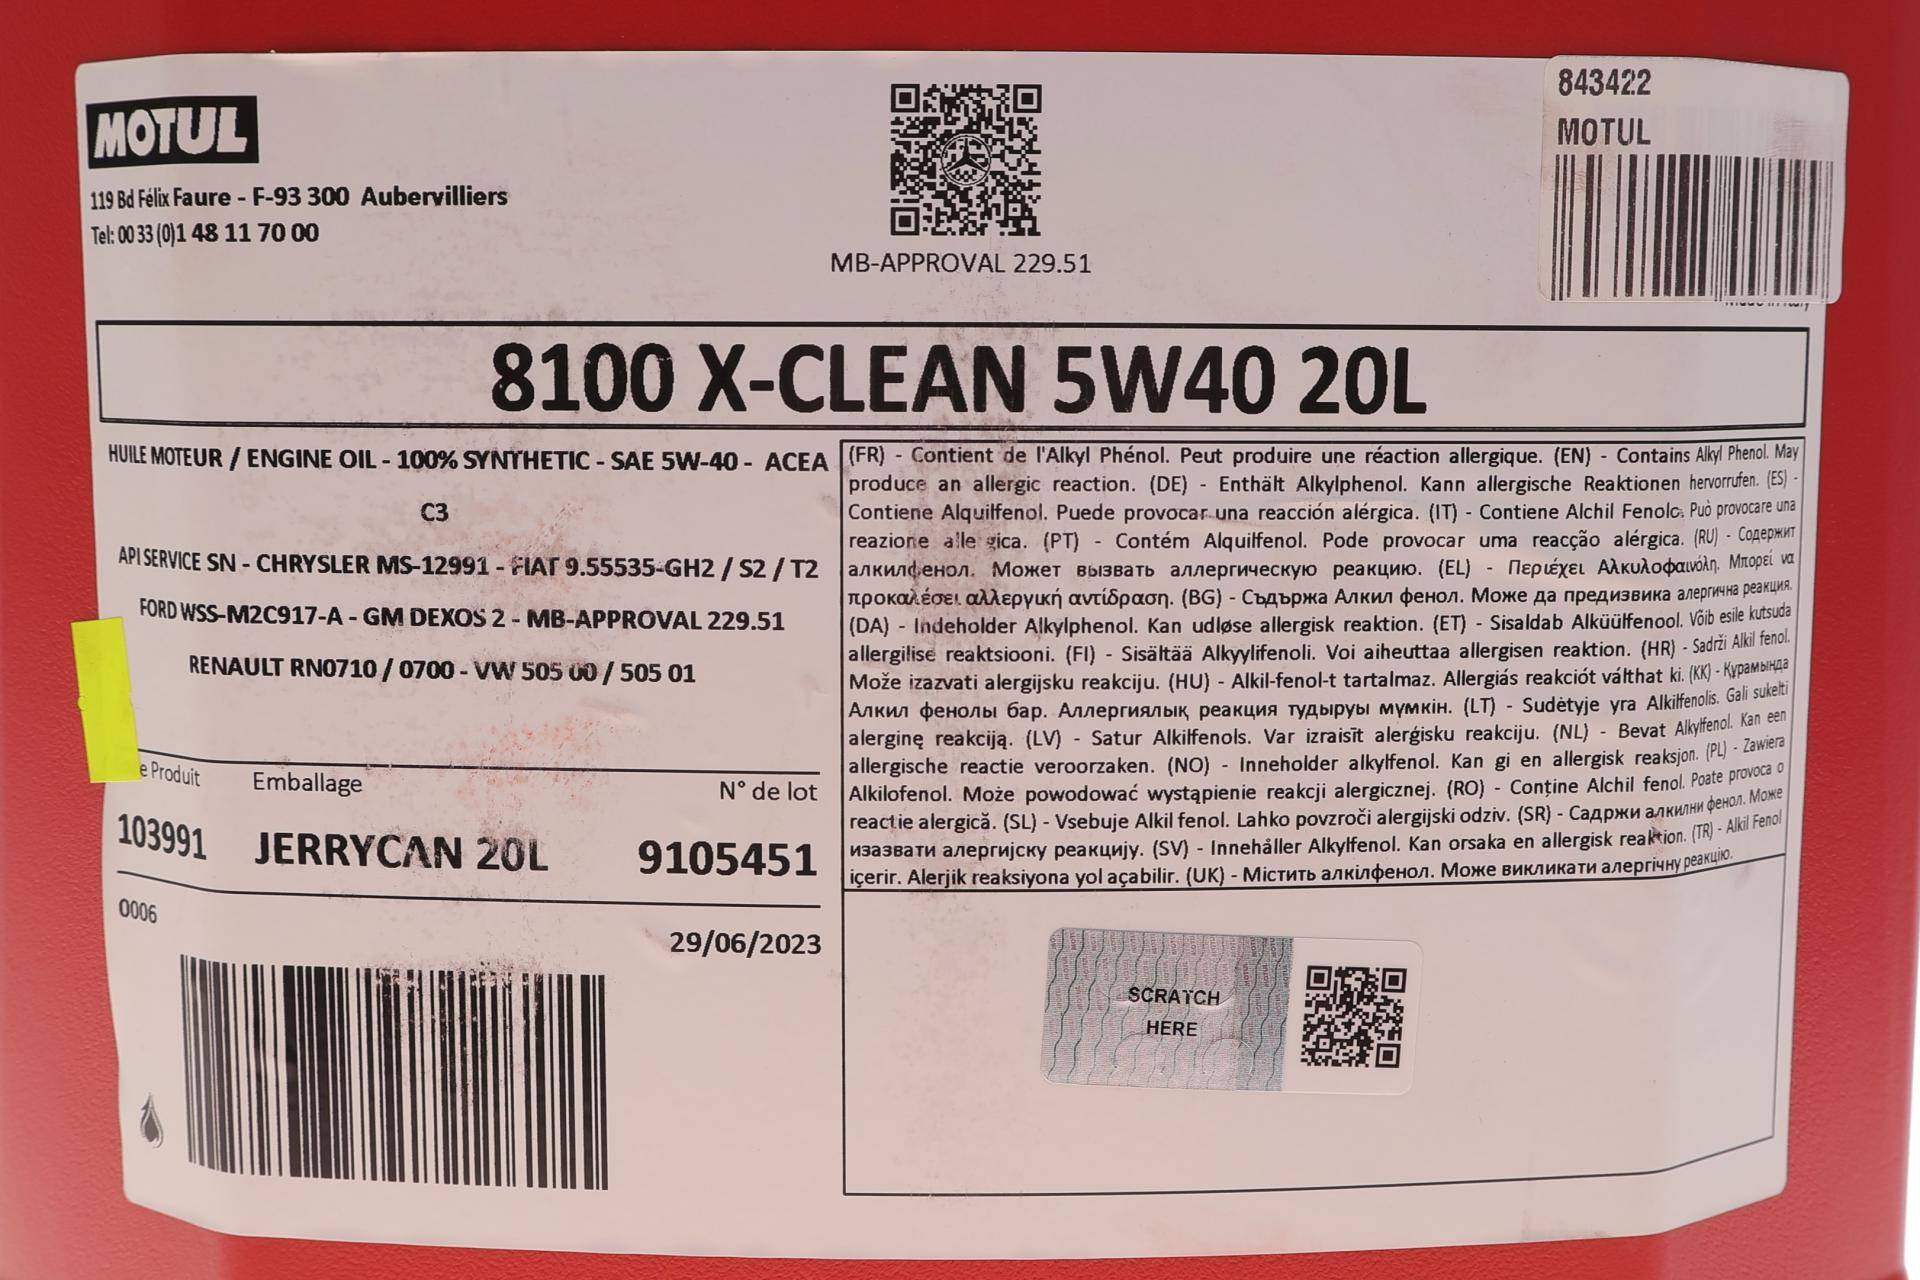 MOTUL
119 Bd Félix Faure - F-93 300 Aubervilliers
Tel: 00 33 (0)1 48 11 70 00
MB-APPROVAL 229.51
843422
MOTUL
Made in Italy
8100 X-CLEAN 5W40 20L
HUILE MOTEUR / ENGINE OIL - 100% SYNTHETIC - SAE 5W-40 - ACEA
C3
API SERVICE SN - CHRYSLER MS-12991 - FIAT 9.55535-GH2 / S2 / T2
FORD WSS-M2C917-A - GM DEXOS 2 - MB-APPROVAL 229.51
RENAULT RN0710 / 0700 - VW 505 00 / 505 01
(FR) - Contient de l'Alkyl Phénol. Peut produire une réaction allergique. (EN) - Contains Alkyl Phenol. May
produce an allergic reaction. (DE) - Enthält Alkylphenol. Kann allergische Reaktionen hervorrufen. (ES) -
Contiene Alquilfenol. Puede provocar una reacción alérgica. (IT) - Contiene Alchil Fenolo. Può provocare una
reazione allergica. (PT) - Contém Alquilfenol. Pode provocar uma reacção alérgica. (RU) - Содержит
алкилфенол. Может вызвать аллергическую реакцию. (EL) - Περιέχει Αλκυλοφαινόλη. Μπορεί να
προκαλέσει αλλεργική αντίδραση. (BG) - Съдържа Алкил фенол. Може да предизвика алергична реакция.
(DA) - Indeholder Alkylphenol. Kan udløse allergisk reaktion. (ET) - Sisaldab Alküülfenool. Võib esile kutsuda
allergilise reaktsiooni. (FI) - Sisältää Alkyylifenoli. Voi aiheuttaa allergisen reaktion. (HR) - Sadrži Alkil fenol.
Može izazvati alergijsku reakciju. (HU) - Alkil-fenol-t tartalmaz. Allergiás reakciót válthat ki. (KK) - Құрамында
Алкил фенолы бар. Аллергиялық реакция тудыруы мүмкін. (LT) - Sudėtyje yra Alkilfenolis. Gali sukelti
alerginę reakciją. (LV) - Satur Alkilfenols. Var izraisīt alerģisku reakciju. (NL) - Bevat Alkylfenol. Kan een
allergische reactie veroorzaken. (NO) - Inneholder alkylfenol. Kan gi en allergisk reaksjon. (PL) - Zawiera
Alkilofenol. Może powodować wystąpienie reakcji alergicznej. (RO) - Conține Alchil fenol. Poate provoca o
reactie alergică. (SL) - Vsebuje Alkil fenol. Lahko povzroči alergijski odziv. (SR) - Садржи алкилни фенол. Може
изазвати алергијску реакцију. (SV) - Innehåller Alkylfenol. Kan orsaka en allergisk reaktion. (TR) - Alkil Fenol
içerir. Alerjik reaksiyona yol açabilir. (UK) - Містить алкілфенол. Може викликати алергічну реакцію.
Produit Emballage N° de lot
103991 JERRYCAN 20L 9105451
0006
29/06/2023
SCRATCH
HERE